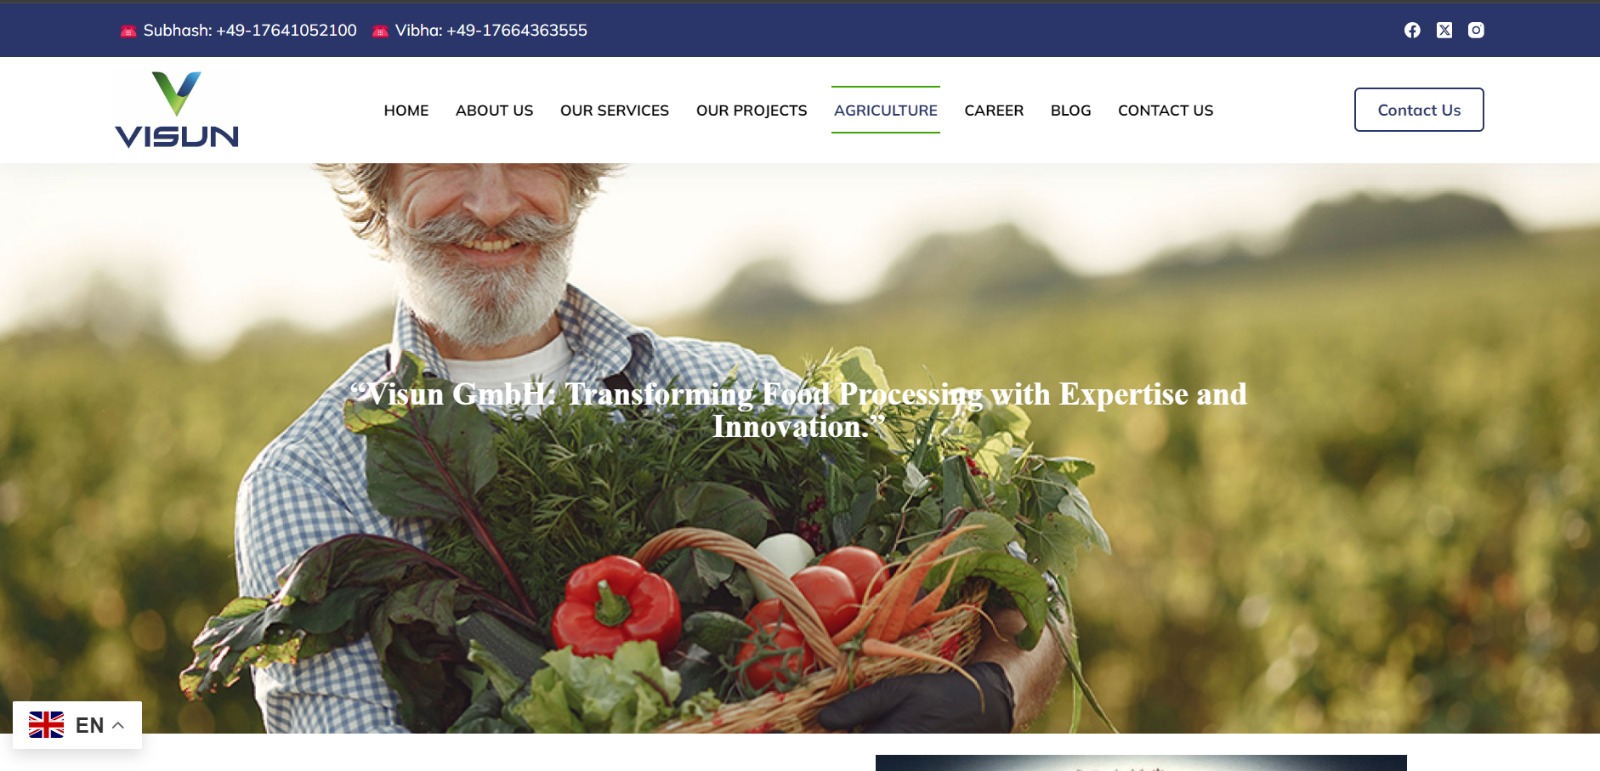 Subhash: +49-17641052100 Vibha: +49-17664363555
VISUN
HOME ABOUT US OUR SERVICES OUR PROJECTS AGRICULTURE CAREER BLOG CONTACT US
Contact Us
“Visun GmbH: Transforming Food Processing with Expertise and
Innovation.”
EN